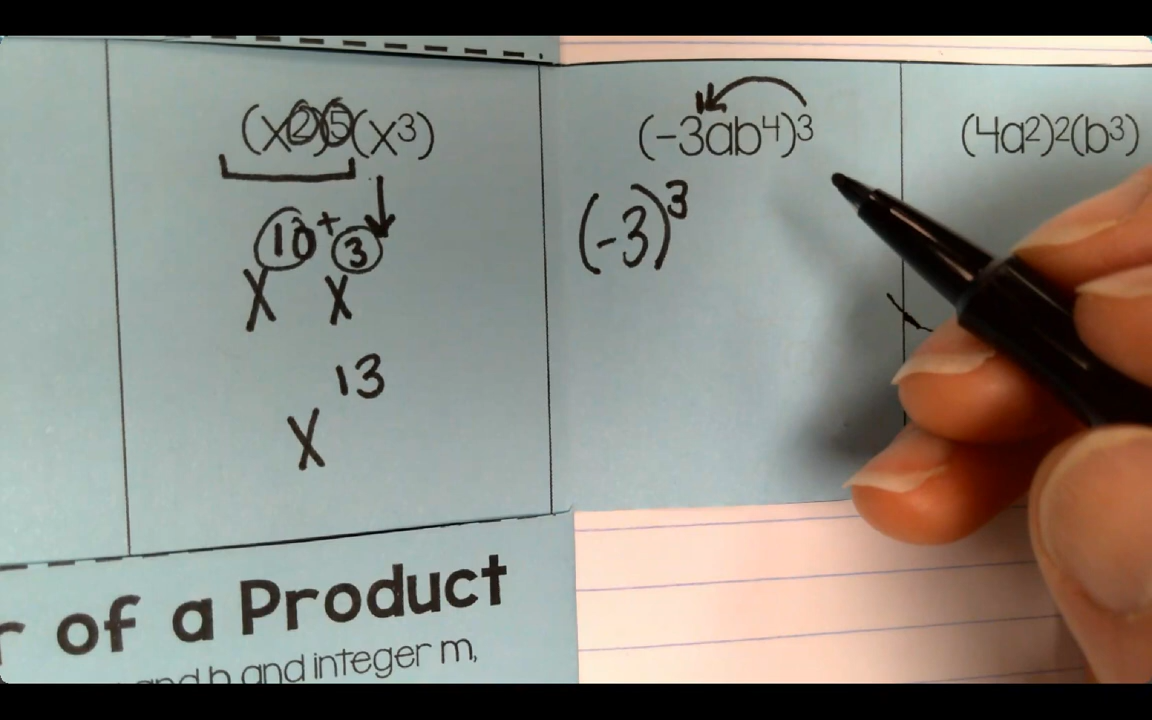 (x²)⁵(x³)
10 + 3
x x
x¹³
(-3ab⁴)³
(-3)³
(4a²)²(b³)
of a Product
and b and integer m,